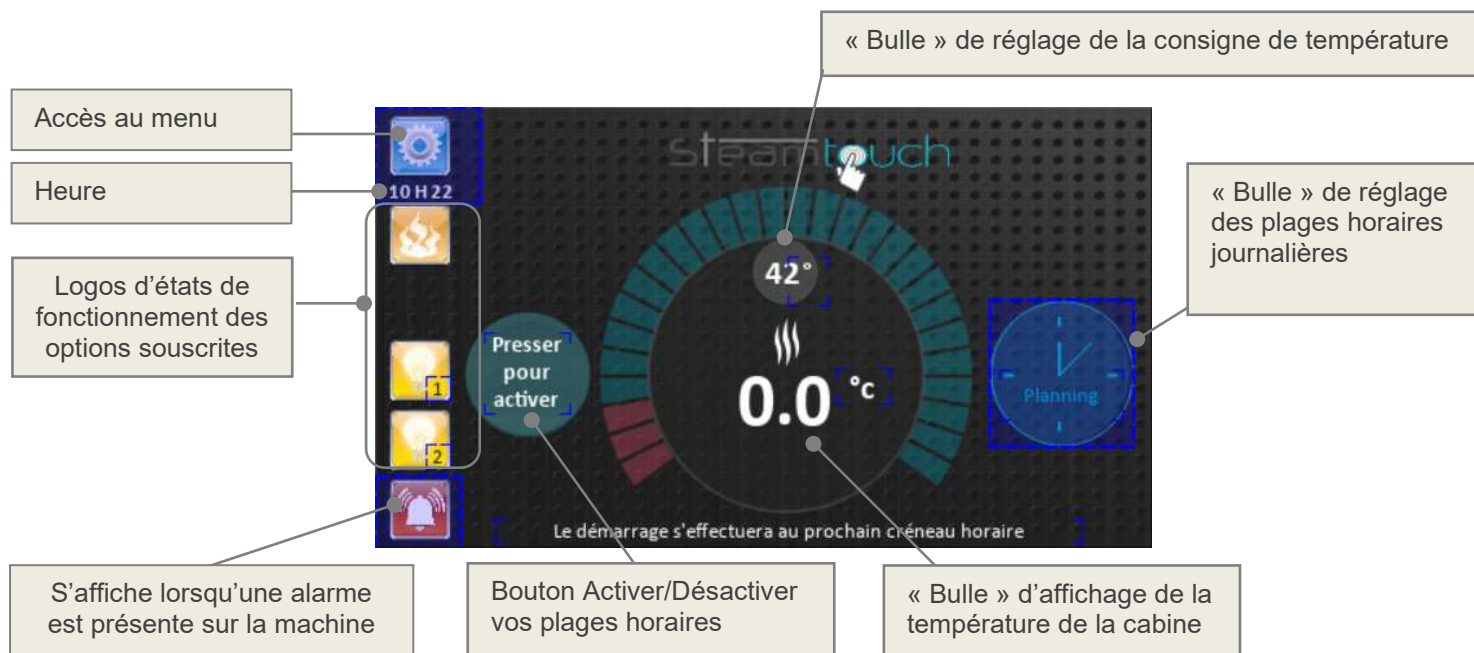 « Bulle » de réglage de la consigne de température
Accès au menu
steamtouch
Heure
10 H 22
« Bulle » de réglage
des plages horaires
journalières
42°
Logos d’états de
fonctionnement des
options souscrites
Presser
pour
activer
1
0.0 °c
Planning
2
Le démarrage s'effectuera au prochain créneau horaire
S’affiche lorsqu’une alarme
est présente sur la machine
Bouton Activer/Désactiver
vos plages horaires
« Bulle » d’affichage de la
température de la cabine